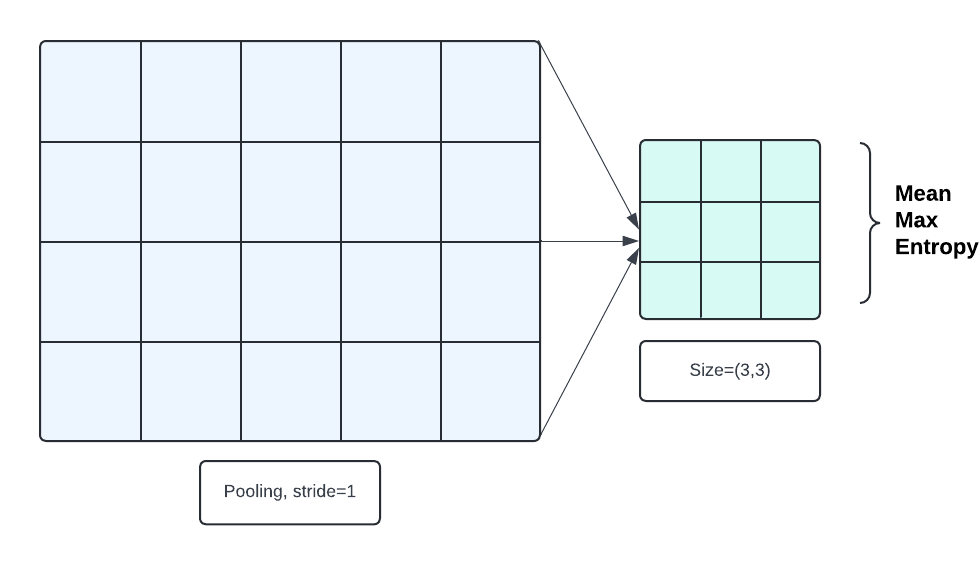 Mean
Max
Entropy
Size=(3,3)
Pooling, stride=1